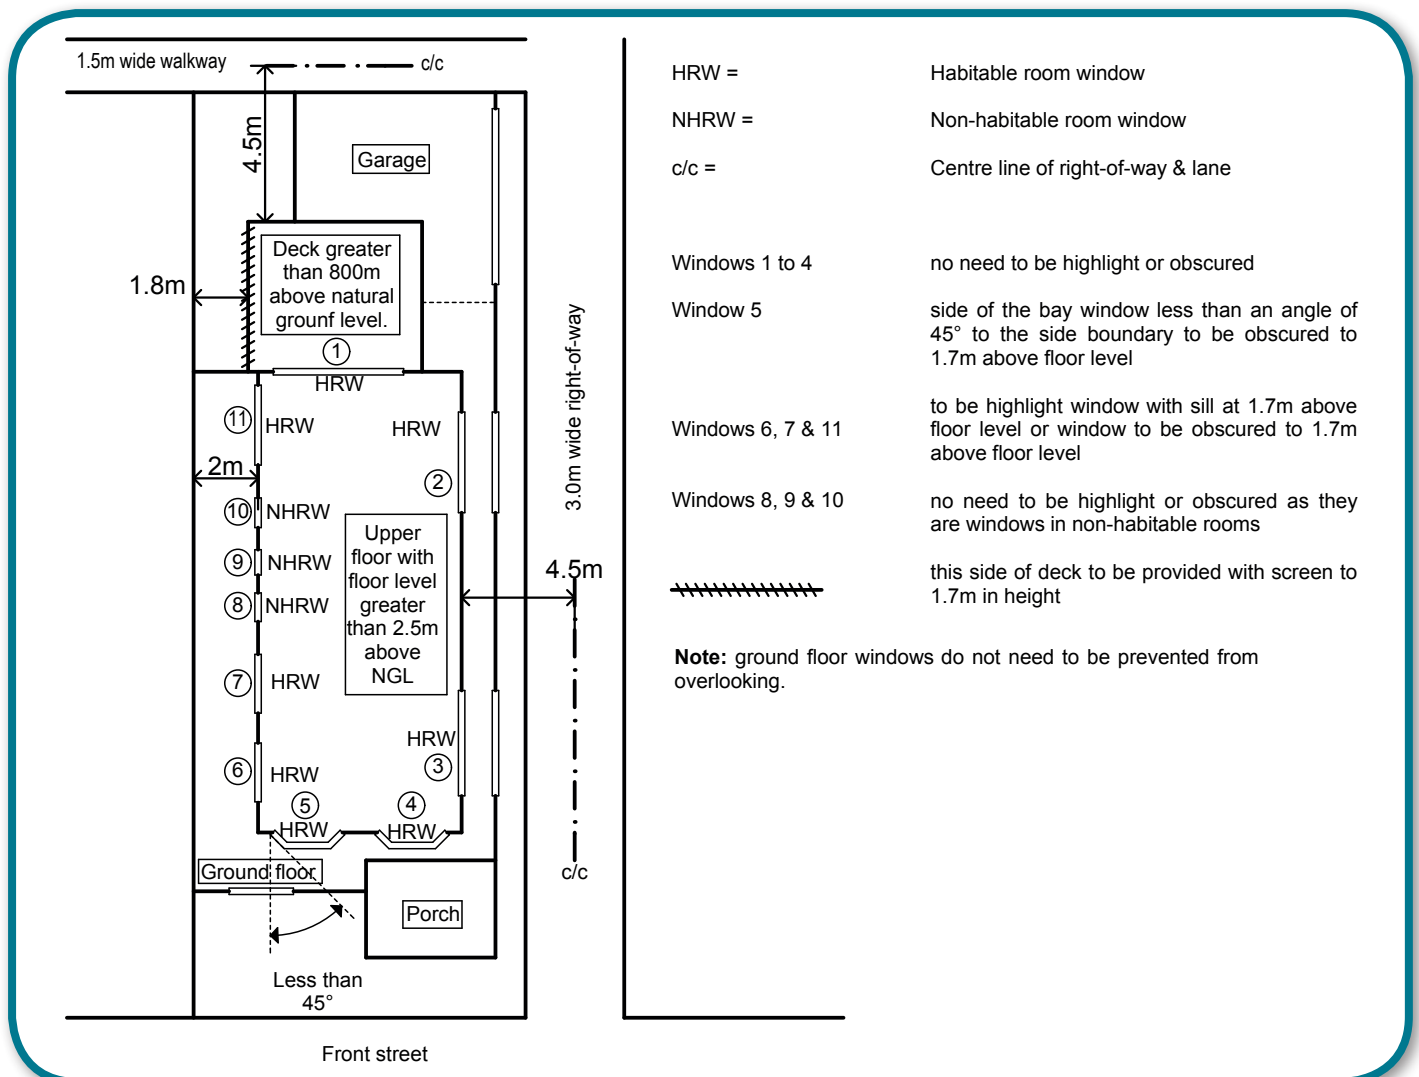 1.5m wide walkway
c/c
4.5m
Garage
Deck greater
than 800m
above natural
grounf level.
1.8m
1
HRW
11
HRW
HRW
2m
2
10
NHRW
9
NHRW
8
NHRW
Upper
floor with
floor level
greater
than 2.5m
above
NGL
3.0m wide right-of-way
4.5m
7
HRW
HRW
3
6
HRW
5
HRW
4
HRW
c/c
Ground floor
Porch
Less than
45°
Front street
HRW = Habitable room window
NHRW = Non-habitable room window
c/c = Centre line of right-of-way & lane
Windows 1 to 4 no need to be highlight or obscured
Window 5 side of the bay window less than an angle of
45° to the side boundary to be obscured to
1.7m above floor level
to be highlight window with sill at 1.7m above
Windows 6, 7 & 11 floor level or window to be obscured to 1.7m
above floor level
Windows 8, 9 & 10 no need to be highlight or obscured as they
are windows in non-habitable rooms
this side of deck to be provided with screen to
1.7m in height
Note: ground floor windows do not need to be prevented from
overlooking.